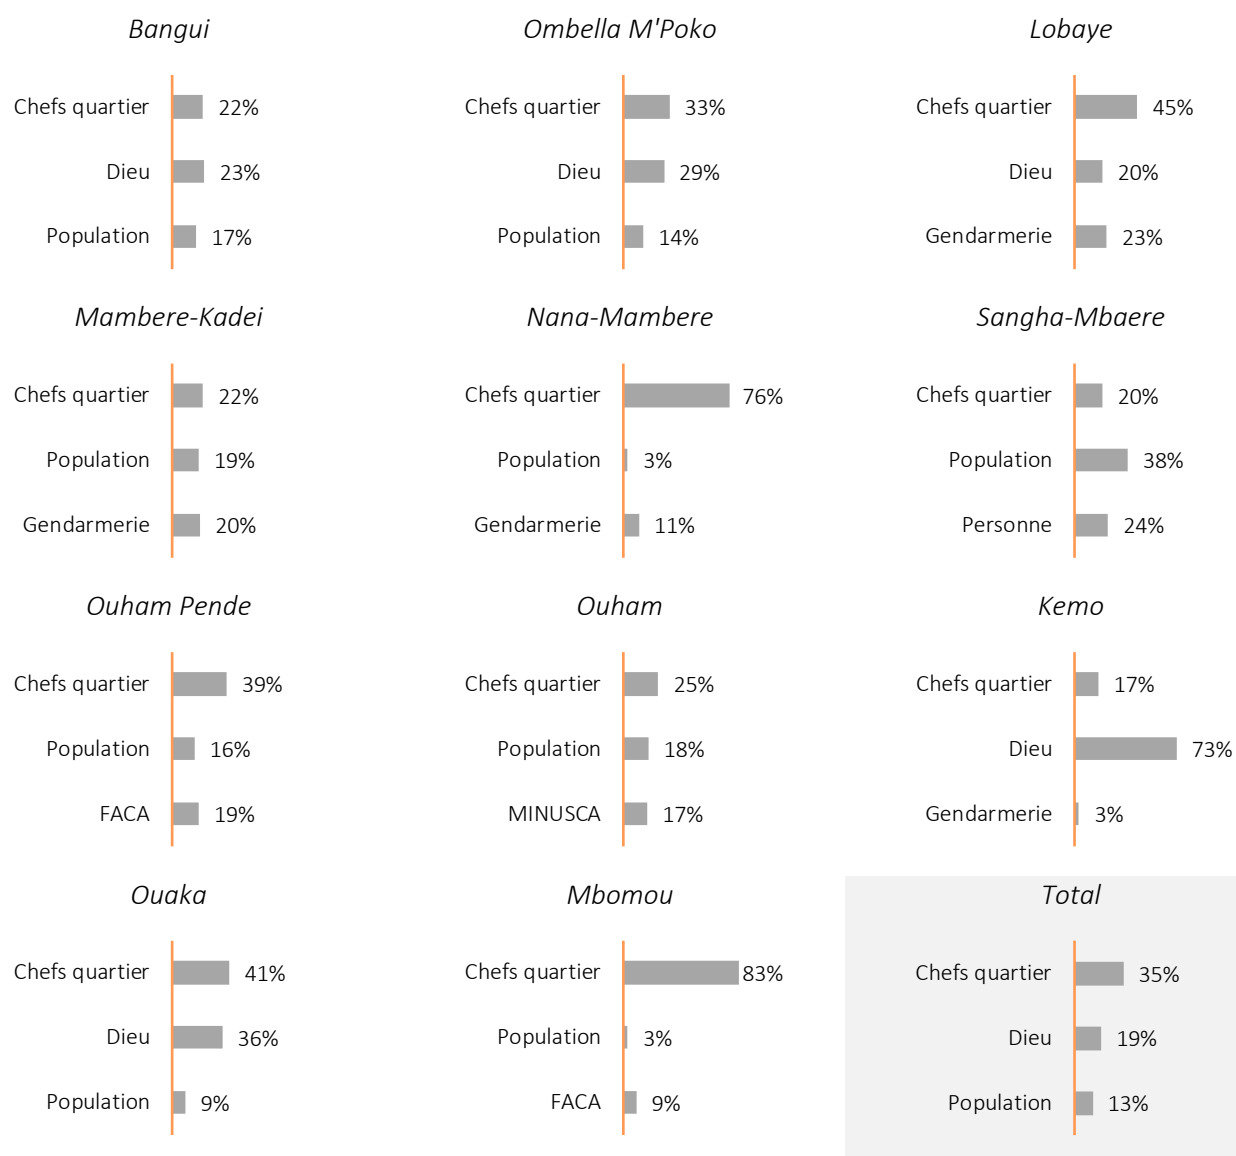 Bangui
Chefs quartier 22%
Dieu 23%
Population 17%
Ombella M'Poko
Chefs quartier 33%
Dieu 29%
Population 14%
Lobaye
Chefs quartier 45%
Dieu 20%
Gendarmerie 23%
Mambere-Kadei
Chefs quartier 22%
Population 19%
Gendarmerie 20%
Nana-Mambere
Chefs quartier 76%
Population 3%
Gendarmerie 11%
Sangha-Mbaere
Chefs quartier 20%
Population 38%
Personne 24%
Ouham Pende
Chefs quartier 39%
Population 16%
FACA 19%
Ouham
Chefs quartier 25%
Population 18%
MINUSCA 17%
Kemo
Chefs quartier 17%
Dieu 73%
Gendarmerie 3%
Ouaka
Chefs quartier 41%
Dieu 36%
Population 9%
Mbomou
Chefs quartier 83%
Population 3%
FACA 9%
Total
Chefs quartier 35%
Dieu 19%
Population 13%